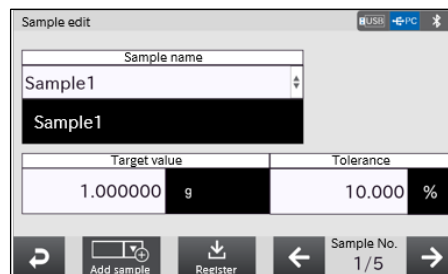 Sample edit
USB PC
Sample name
Sample1
Sample1
Target value Tolerance
1.000000 g 10.000 %
Add sample Register Sample No.
1/5